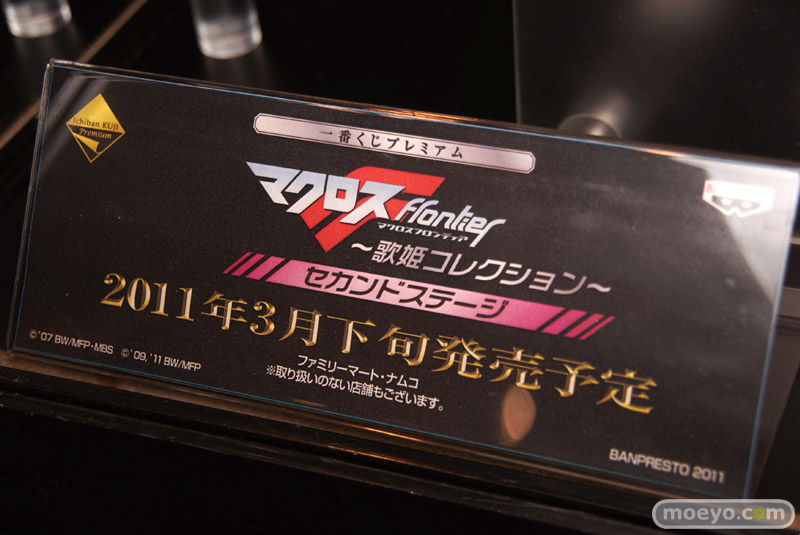 Ichiban KUJI
Premium
一番くじプレミアム
マクロスF frontier
マクロスフロンティア
～歌姫コレクション～
セカンドステージ
2011年3月下旬発売予定
©'07 BW/MFP・MBS ©'09,'11 BW/MFP
ファミリーマート・ナムコ
※取り扱いのない店舗もございます。
BANPRESTO 2011
moeyo.com